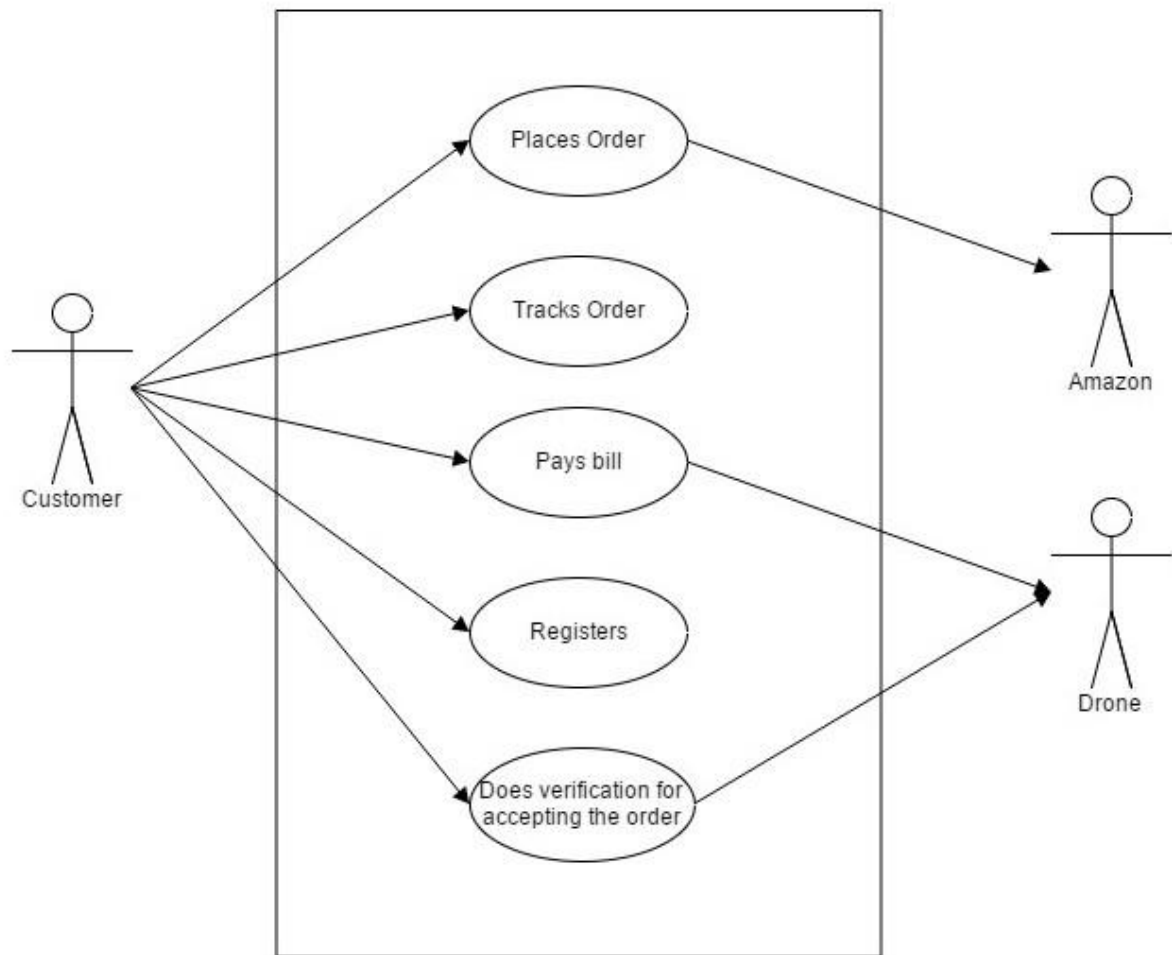 Places Order
Tracks Order
Amazon
Pays bill
Customer
Registers
Drone
Does verification for
accepting the order